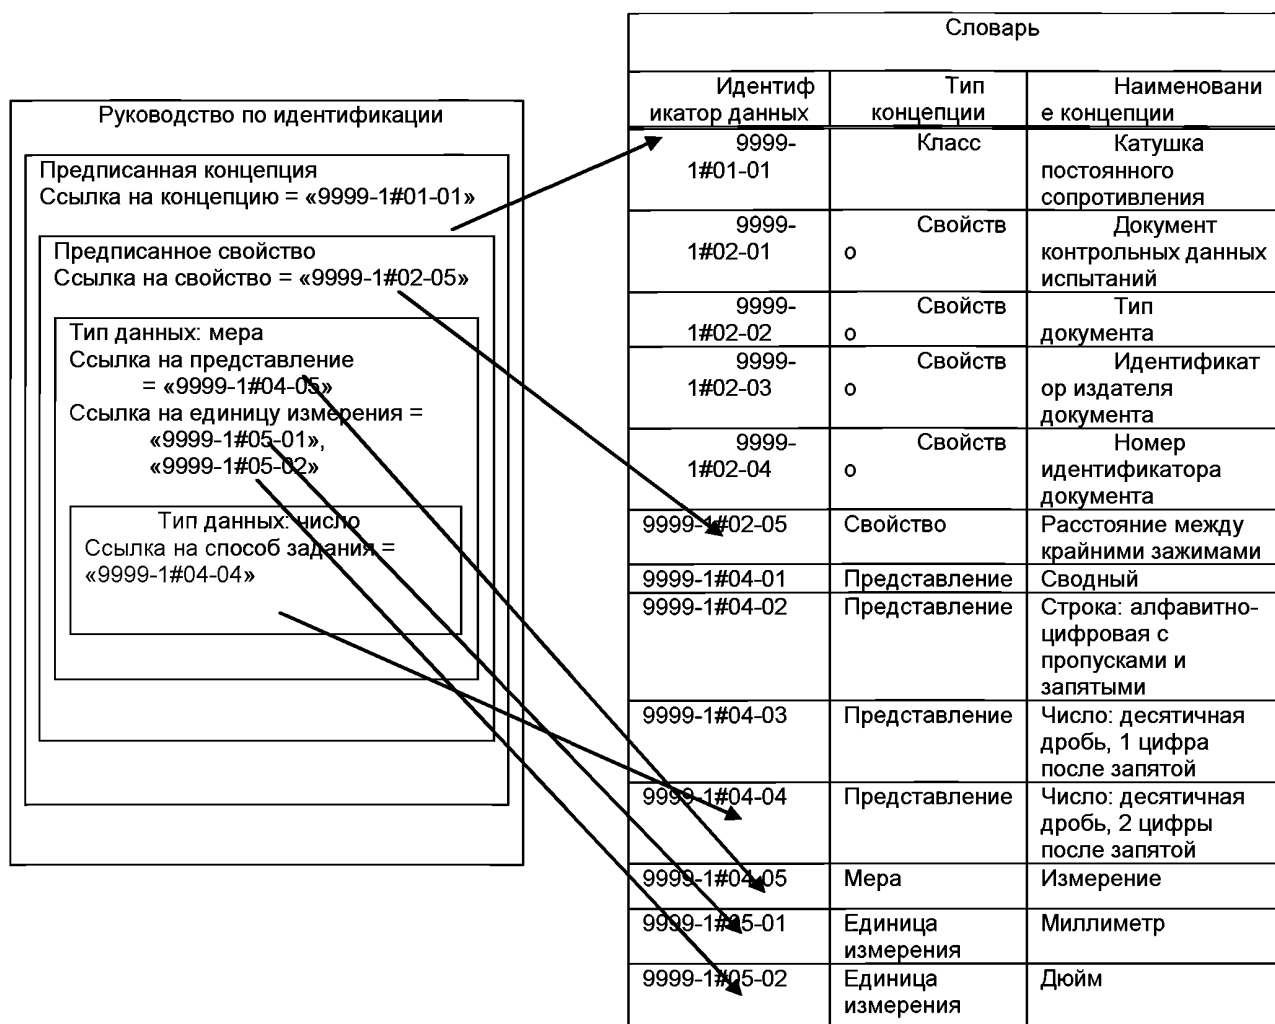 Руководство по идентификации
Предписанная концепция
Ссылка на концепцию = «9999-1#01-01»
Предписанное свойство
Ссылка на свойство = «9999-1#02-05»
Тип данных: мера
Ссылка на представление
= «9999-1#04-05»
Ссылка на единицу измерения =
«9999-1#05-01»,
«9999-1#05-02»
Тип данных: число
Ссылка на способ задания =
«9999-1#04-04»
Словарь
Идентиф
икатор данных
Тип
концепции
Наименовани
е концепции
9999-
1#01-01
Класс
Катушка
постоянного
сопротивления
9999-
1#02-01
Свойств
о
Документ
контрольных данных
испытаний
9999-
1#02-02
Свойств
о
Тип
документа
9999-
1#02-03
Свойств
о
Идентификат
ор издателя
документа
9999-
1#02-04
Свойств
о
Номер
идентификатора
документа
9999-1#02-05
Свойство
Расстояние между
крайними зажимами
9999-1#04-01
Представление
Сводный
9999-1#04-02
Представление
Строка: алфавитно-
цифровая с
пропусками и
запятыми
9999-1#04-03
Представление
Число: десятичная
дробь, 1 цифра
после запятой
9999-1#04-04
Представление
Число: десятичная
дробь, 2 цифры
после запятой
9999-1#04-05
Мера
Измерение
9999-1#05-01
Единица
измерения
Миллиметр
9999-1#05-02
Единица
измерения
Дюйм